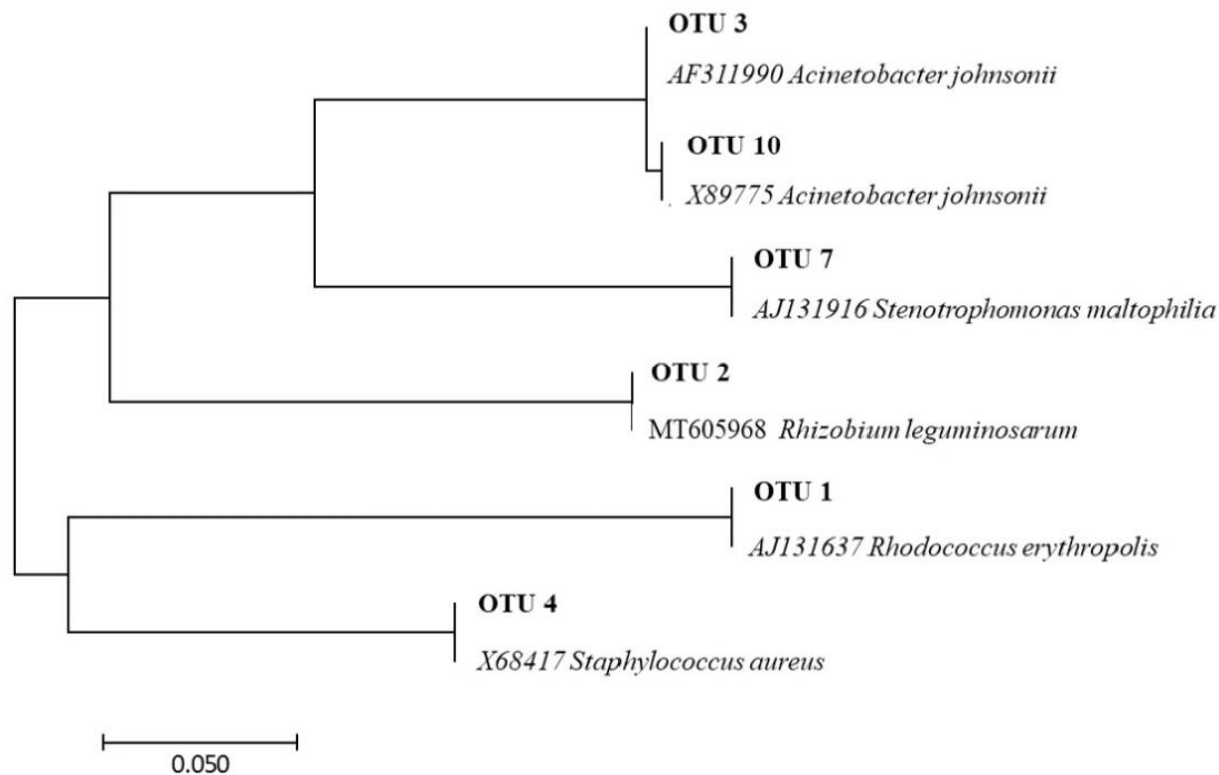 OTU 3
AF311990 Acinetobacter johnsonii
OTU 10
X89775 Acinetobacter johnsonii
OTU 7
AJ131916 Stenotrophomonas maltophilia
OTU 2
MT605968 Rhizobium leguminosarum
OTU 1
AJ131637 Rhodococcus erythropolis
OTU 4
X68417 Staphylococcus aureus
0.050